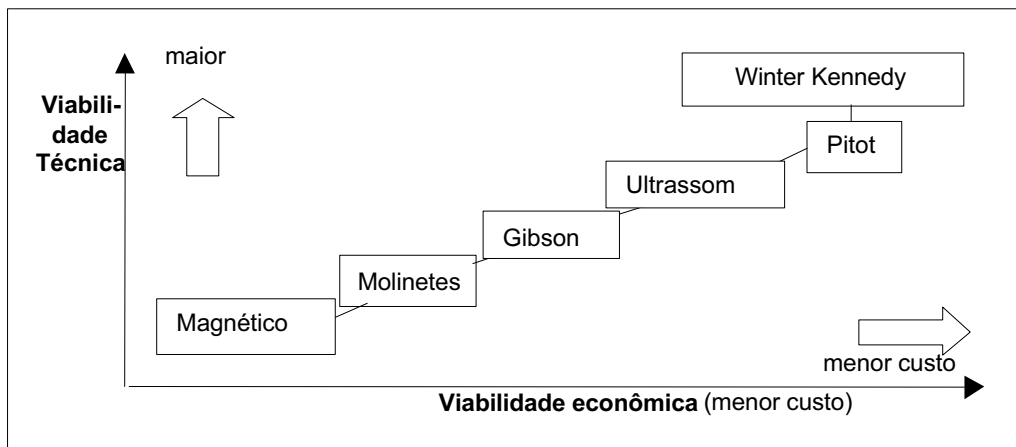 maior
Viabili-
dade
Técnica
Winter Kennedy
Pitot
Ultrassom
Gibson
Molinetes
Magnético
menor custo
Viabilidade econômica (menor custo)